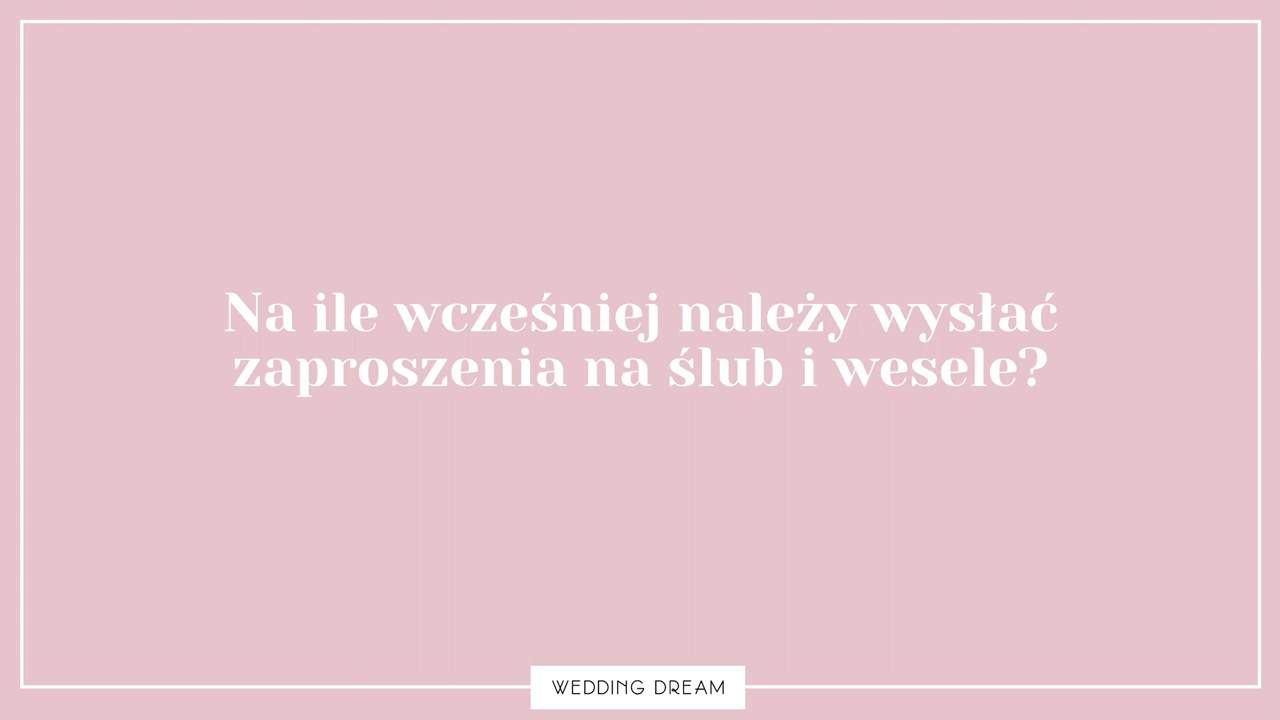 Na ile wcześniej należy wysłać
zaproszenia na ślub i wesele?
WEDDING DREAM